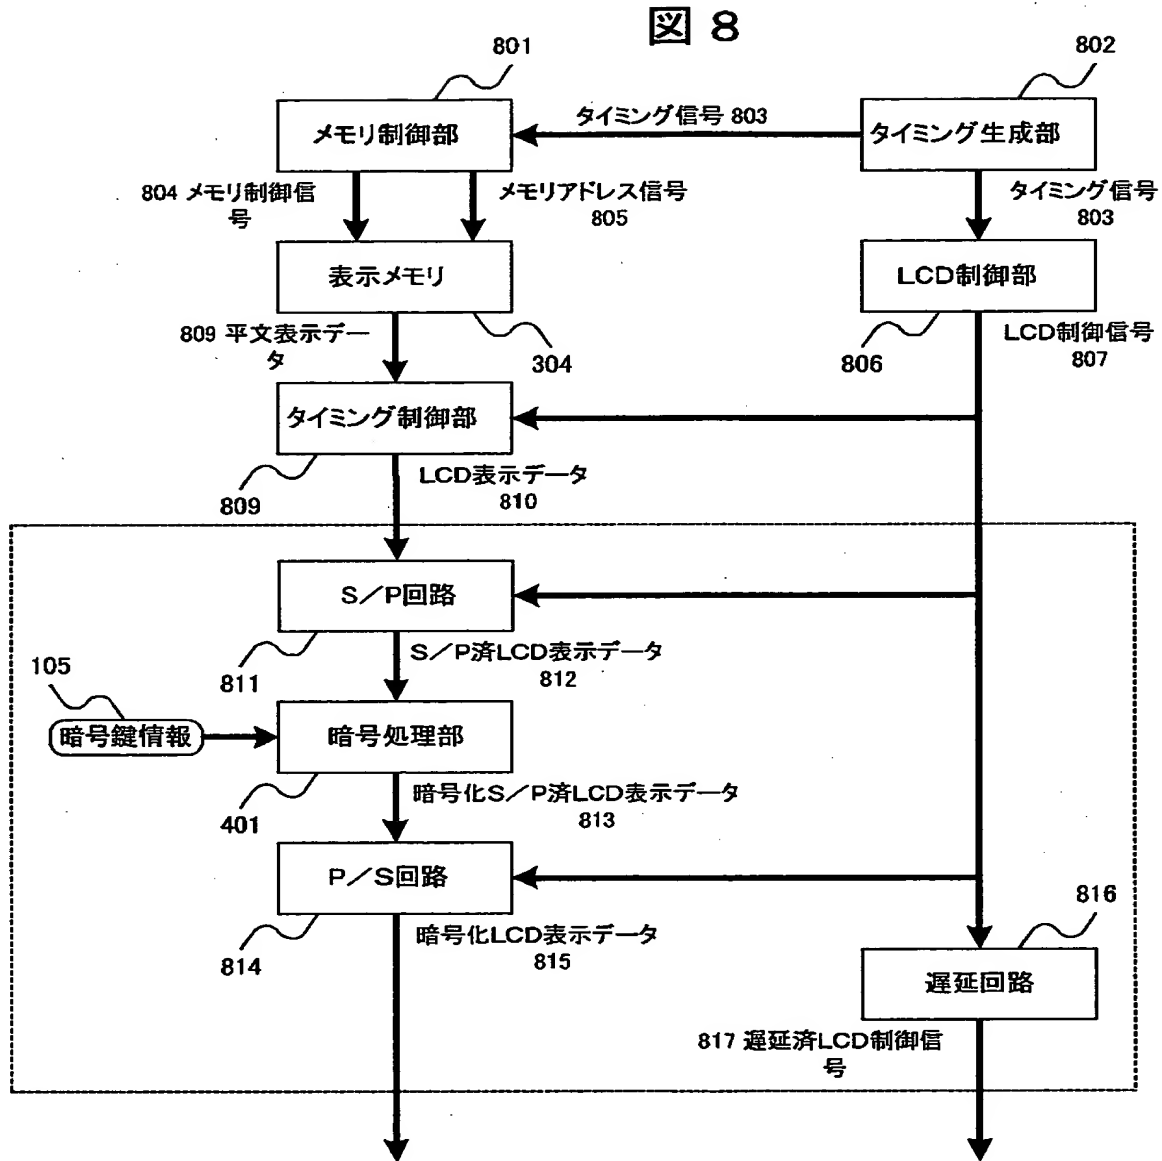 図 8
801
802
メモリ制御部
タイミング信号 803
タイミング生成部
804 メモリ制御信
号
メモリアドレス信号
805
タイミング信号
803
表示メモリ
LCD制御部
809 平文表示デー
タ
304
806
LCD制御信号
807
タイミング制御部
809
LCD表示データ
810
S/P回路
811
S/P済LCD表示データ
812
105
暗号鍵情報
暗号処理部
401
暗号化S/P済LCD表示データ
813
P/S回路
814
暗号化LCD表示データ
815
816
遅延回路
817 遅延済LCD制御信
号